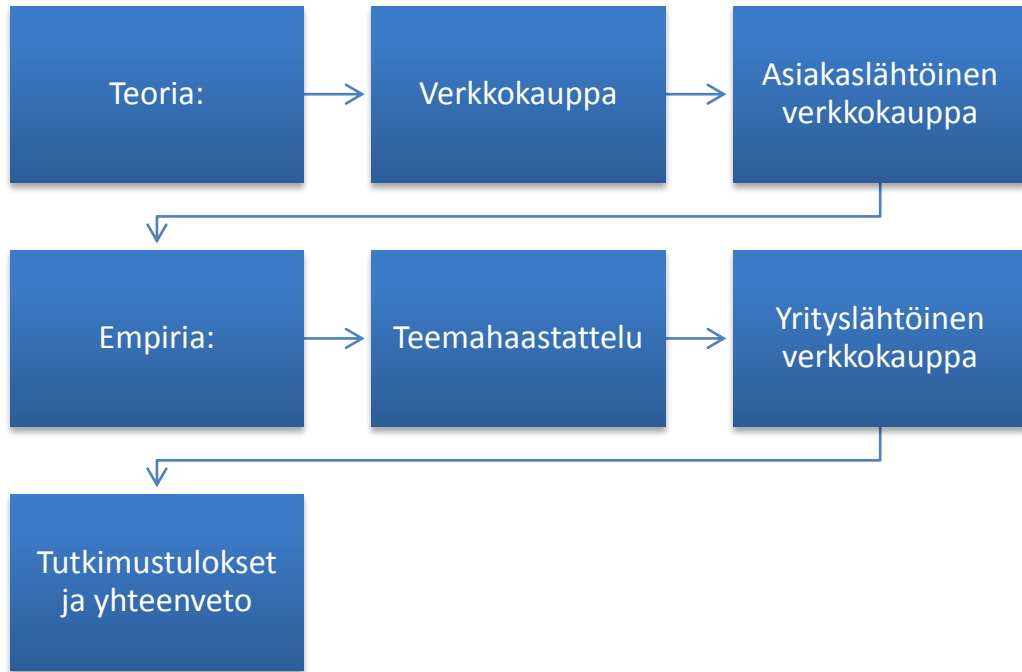 Teoria:
Verkkokauppa
Asiakaslähtöinen
verkkokauppa
Empiria:
Teemahaastattelu
Yrityslähtöinen
verkkokauppa
Tutkimustulokset
ja yhteenveto